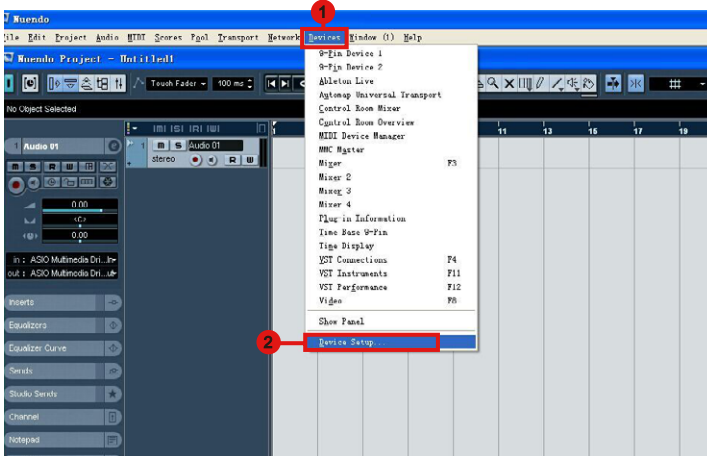 1
Nuendo
File Edit Project Audio MIDI Scores Pool Transport Network Devices Window (1) Help
Nuendo Project - Untitled1
Touch Fader
100 ms
No Object Selected
11 13 15 17 19
Audio 01
1 m S Audio 01
stereo R W
m S R W
0.00
<C>
0.00
in : ASIO Multimedia Dri...
out : ASIO Multimedia Dri...
Inserts
Equalizers
Equalizer Curve
Sends
Studio Sends
Channel
Notepad
9-Pin Device 1
9-Pin Device 2
Ableton Live
Automap Universal Transport
Control Room Mixer
Control Room Overview
MIDI Device Manager
MMC Master
Mixer F3
Mixer 2
Mixer 3
Mixer 4
Plug-in Information
Time Base 9-Pin
Time Display
VST Connections F4
VST Instruments F11
VST Performance F12
Video F8
Show Panel
2
Device Setup...